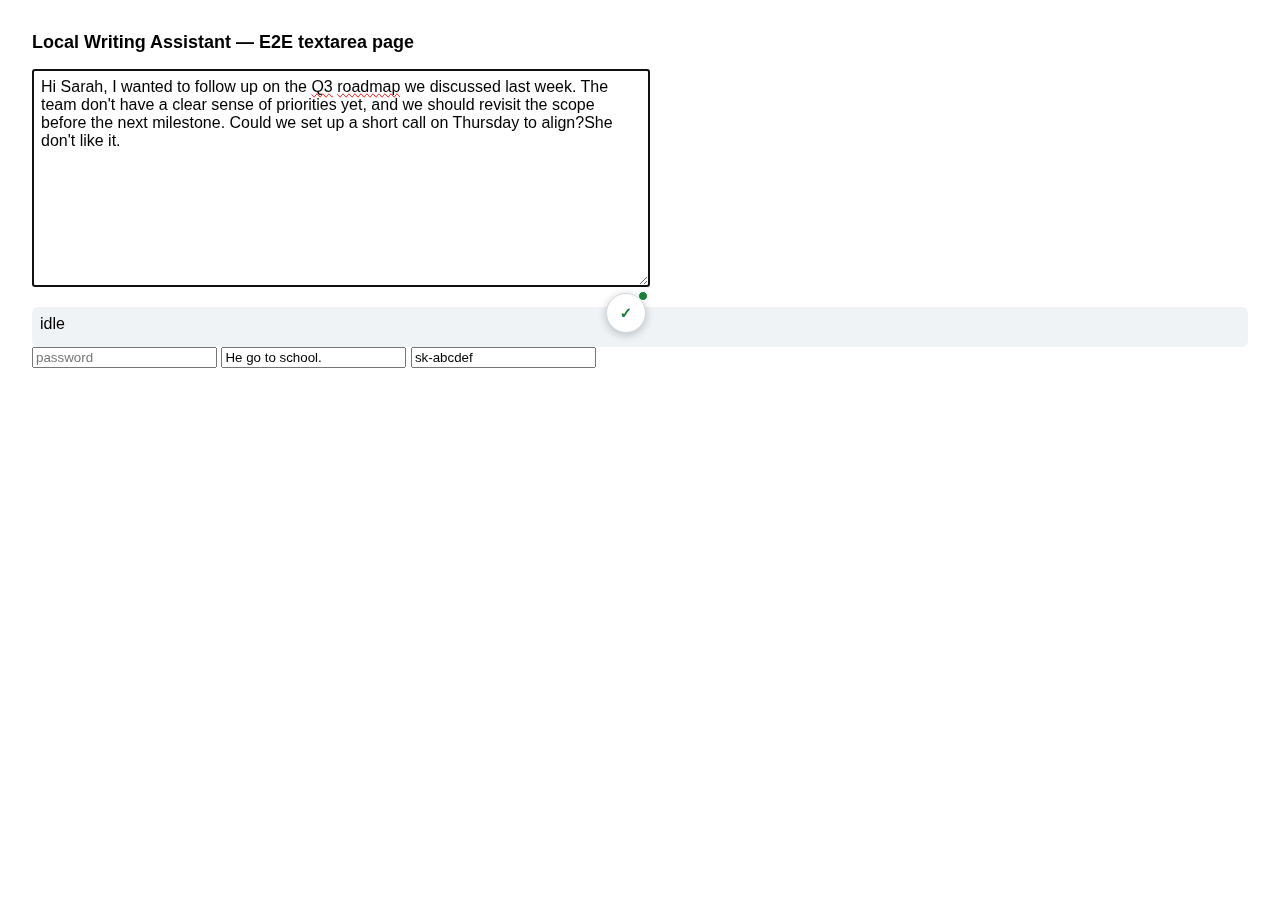 Local Writing Assistant — E2E textarea page
Hi Sarah, I wanted to follow up on the Q3 roadmap we discussed last week. The
team don't have a clear sense of priorities yet, and we should revisit the scope
before the next milestone. Could we set up a short call on Thursday to align?She
don't like it.
✓
idle
password He go to school. sk-abcdef